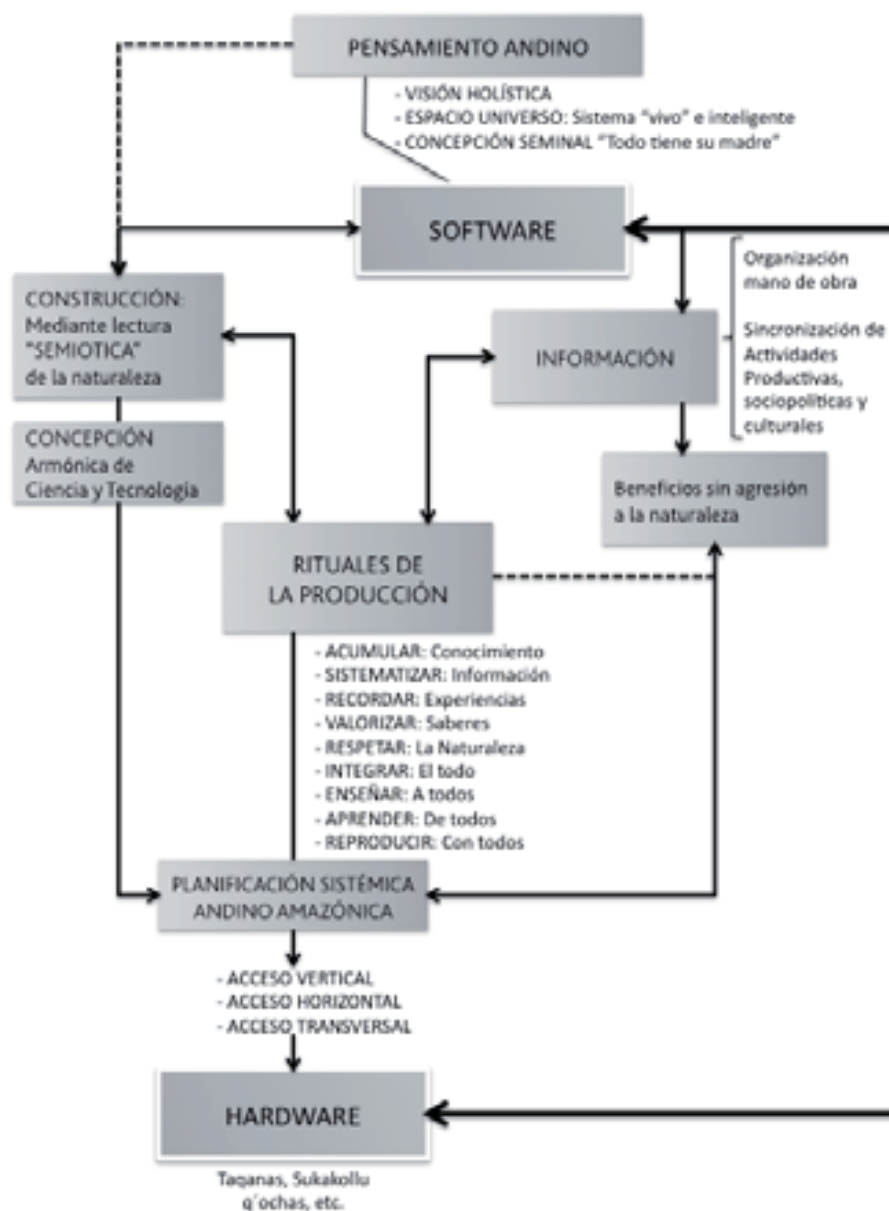 PENSAMIENTO ANDINO
- VISIÓN HOLÍSTICA
- ESPACIO UNIVERSO: Sistema "vivo" e inteligente
- CONCEPCIÓN SEMINAL "Todo tiene su madre"
SOFTWARE
CONSTRUCCIÓN:
Mediante lectura
"SEMIOTICA"
de la naturaleza
CONCEPCIÓN
Armónica de
Ciencia y Tecnología
INFORMACIÓN
Organización
mano de obra
Sincronización de
Actividades
Productivas,
sociopolíticas y
culturales
Beneficios sin agresión
a la naturaleza
RITUALES DE
LA PRODUCCIÓN
- ACUMULAR: Conocimiento
- SISTEMATIZAR: Información
- RECORDAR: Experiencias
- VALORIZAR: Saberes
- RESPETAR: La Naturaleza
- INTEGRAR: El todo
- ENSEÑAR: A todos
- APRENDER: De todos
- REPRODUCIR: Con todos
PLANIFICACIÓN SISTÉMICA
ANDINO AMAZÓNICA
- ACCESO VERTICAL
- ACCESO HORIZONTAL
- ACCESO TRANSVERSAL
HARDWARE
Taqanas, Sukakollu
q'ochas, etc.